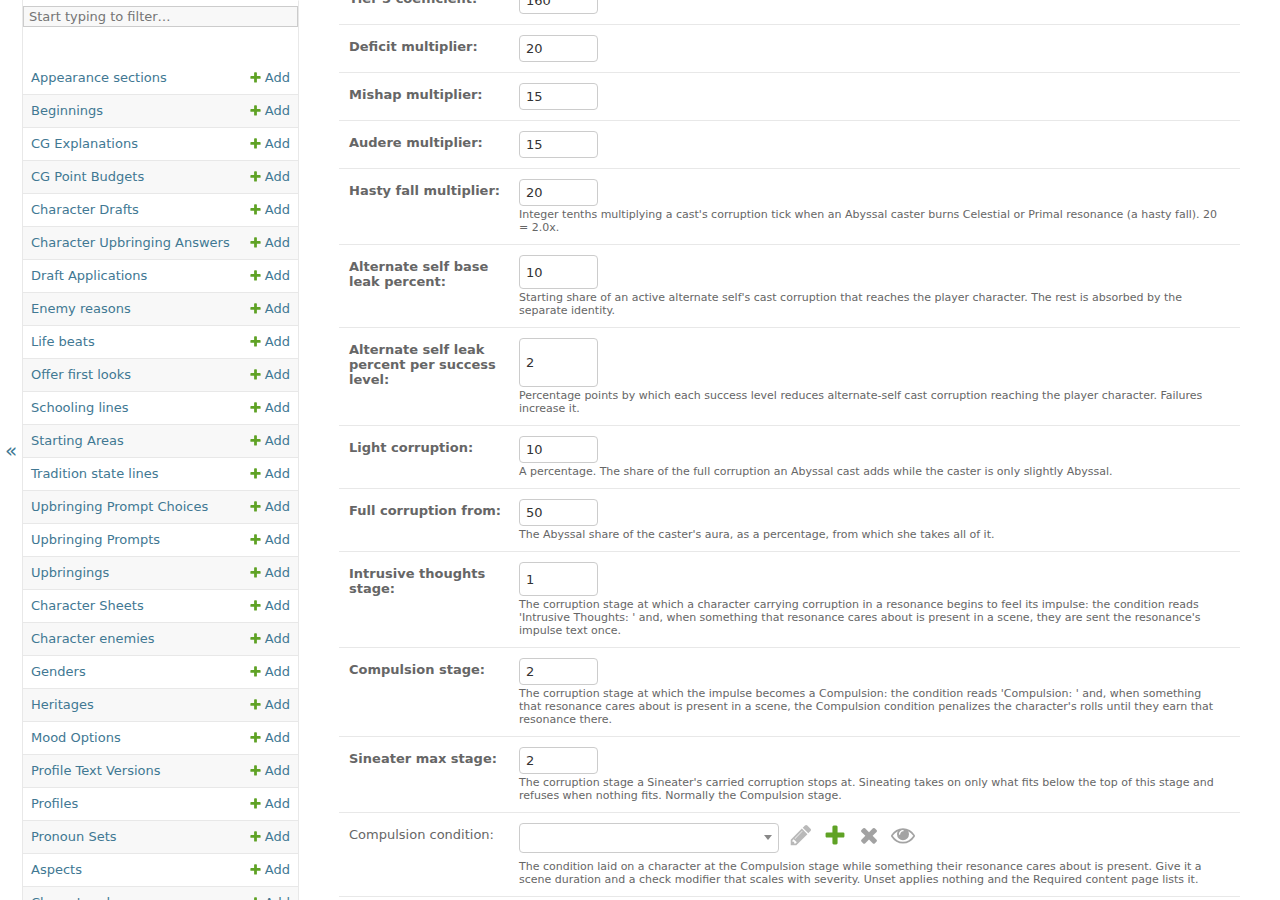 Start typing to filter…
Appearance sections Add
Beginnings Add
CG Explanations Add
CG Point Budgets Add
Character Drafts Add
Character Upbringing Answers Add
Draft Applications Add
Enemy reasons Add
Life beats Add
Offer first looks Add
Schooling lines Add
Starting Areas Add
Tradition state lines Add
Upbringing Prompt Choices Add
Upbringing Prompts Add
Upbringings Add
Character Sheets Add
Character enemies Add
Genders Add
Heritages Add
Mood Options Add
Profile Text Versions Add
Profiles Add
Pronoun Sets Add
Aspects Add
«
160
Deficit multiplier: 20
Mishap multiplier: 15
Audere multiplier: 15
Hasty fall multiplier: 20
Integer tenths multiplying a cast's corruption tick when an Abyssal caster burns Celestial or Primal resonance (a hasty fall). 20
= 2.0x.
Alternate self base
leak percent:
10
Starting share of an active alternate self's cast corruption that reaches the player character. The rest is absorbed by the
separate identity.
Alternate self leak
percent per success
level:
2
Percentage points by which each success level reduces alternate-self cast corruption reaching the player character. Failures
increase it.
Light corruption: 10
A percentage. The share of the full corruption an Abyssal cast adds while the caster is only slightly Abyssal.
Full corruption from: 50
The Abyssal share of the caster's aura, as a percentage, from which she takes all of it.
Intrusive thoughts
stage:
1
The corruption stage at which a character carrying corruption in a resonance begins to feel its impulse: the condition reads
'Intrusive Thoughts: ' and, when something that resonance cares about is present in a scene, they are sent the resonance's
impulse text once.
Compulsion stage: 2
The corruption stage at which the impulse becomes a Compulsion: the condition reads 'Compulsion: ' and, when something
that resonance cares about is present in a scene, the Compulsion condition penalizes the character's rolls until they earn that
resonance there.
Sineater max stage: 2
The corruption stage a Sineater's carried corruption stops at. Sineating takes on only what fits below the top of this stage and
refuses when nothing fits. Normally the Compulsion stage.
Compulsion condition:
The condition laid on a character at the Compulsion stage while something their resonance cares about is present. Give it a
scene duration and a check modifier that scales with severity. Unset applies nothing and the Required content page lists it.